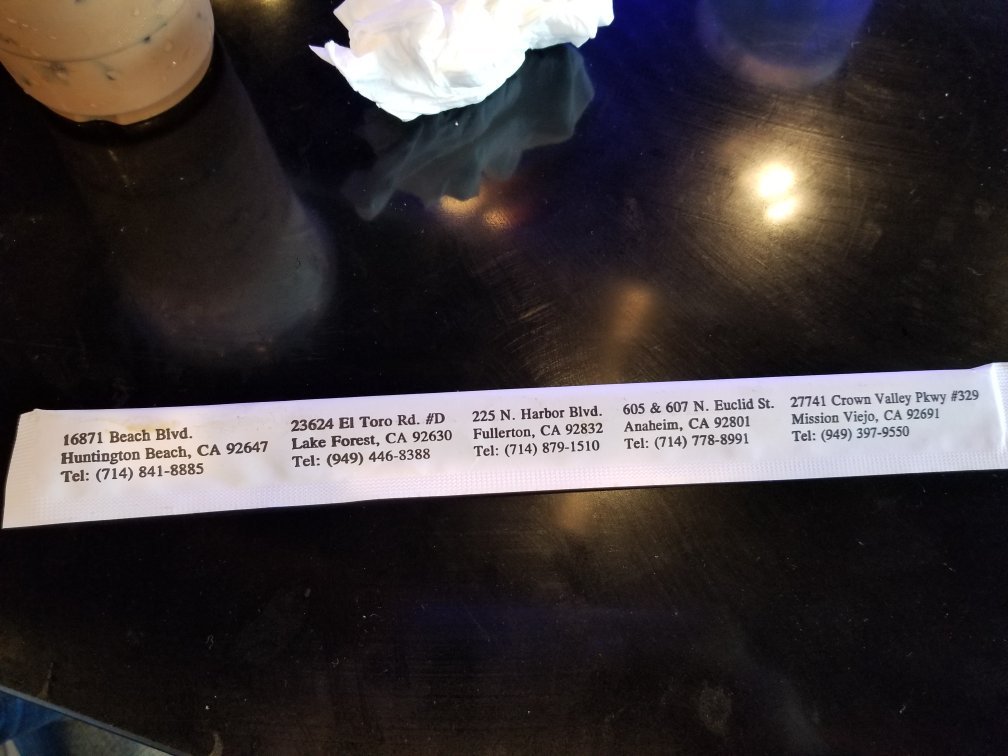 16871 Beach Blvd.
Huntington Beach, CA 92647
Tel: (714) 841-8885
23624 El Toro Rd. #D
Lake Forest, CA 92630
Tel: (949) 446-8388
225 N. Harbor Blvd.
Fullerton, CA 92832
Tel: (714) 879-1510
605 & 607 N. Euclid St.
Anaheim, CA 92801
Tel: (714) 778-8991
27741 Crown Valley Pkwy #329
Mission Viejo, CA 92691
Tel: (949) 397-9550